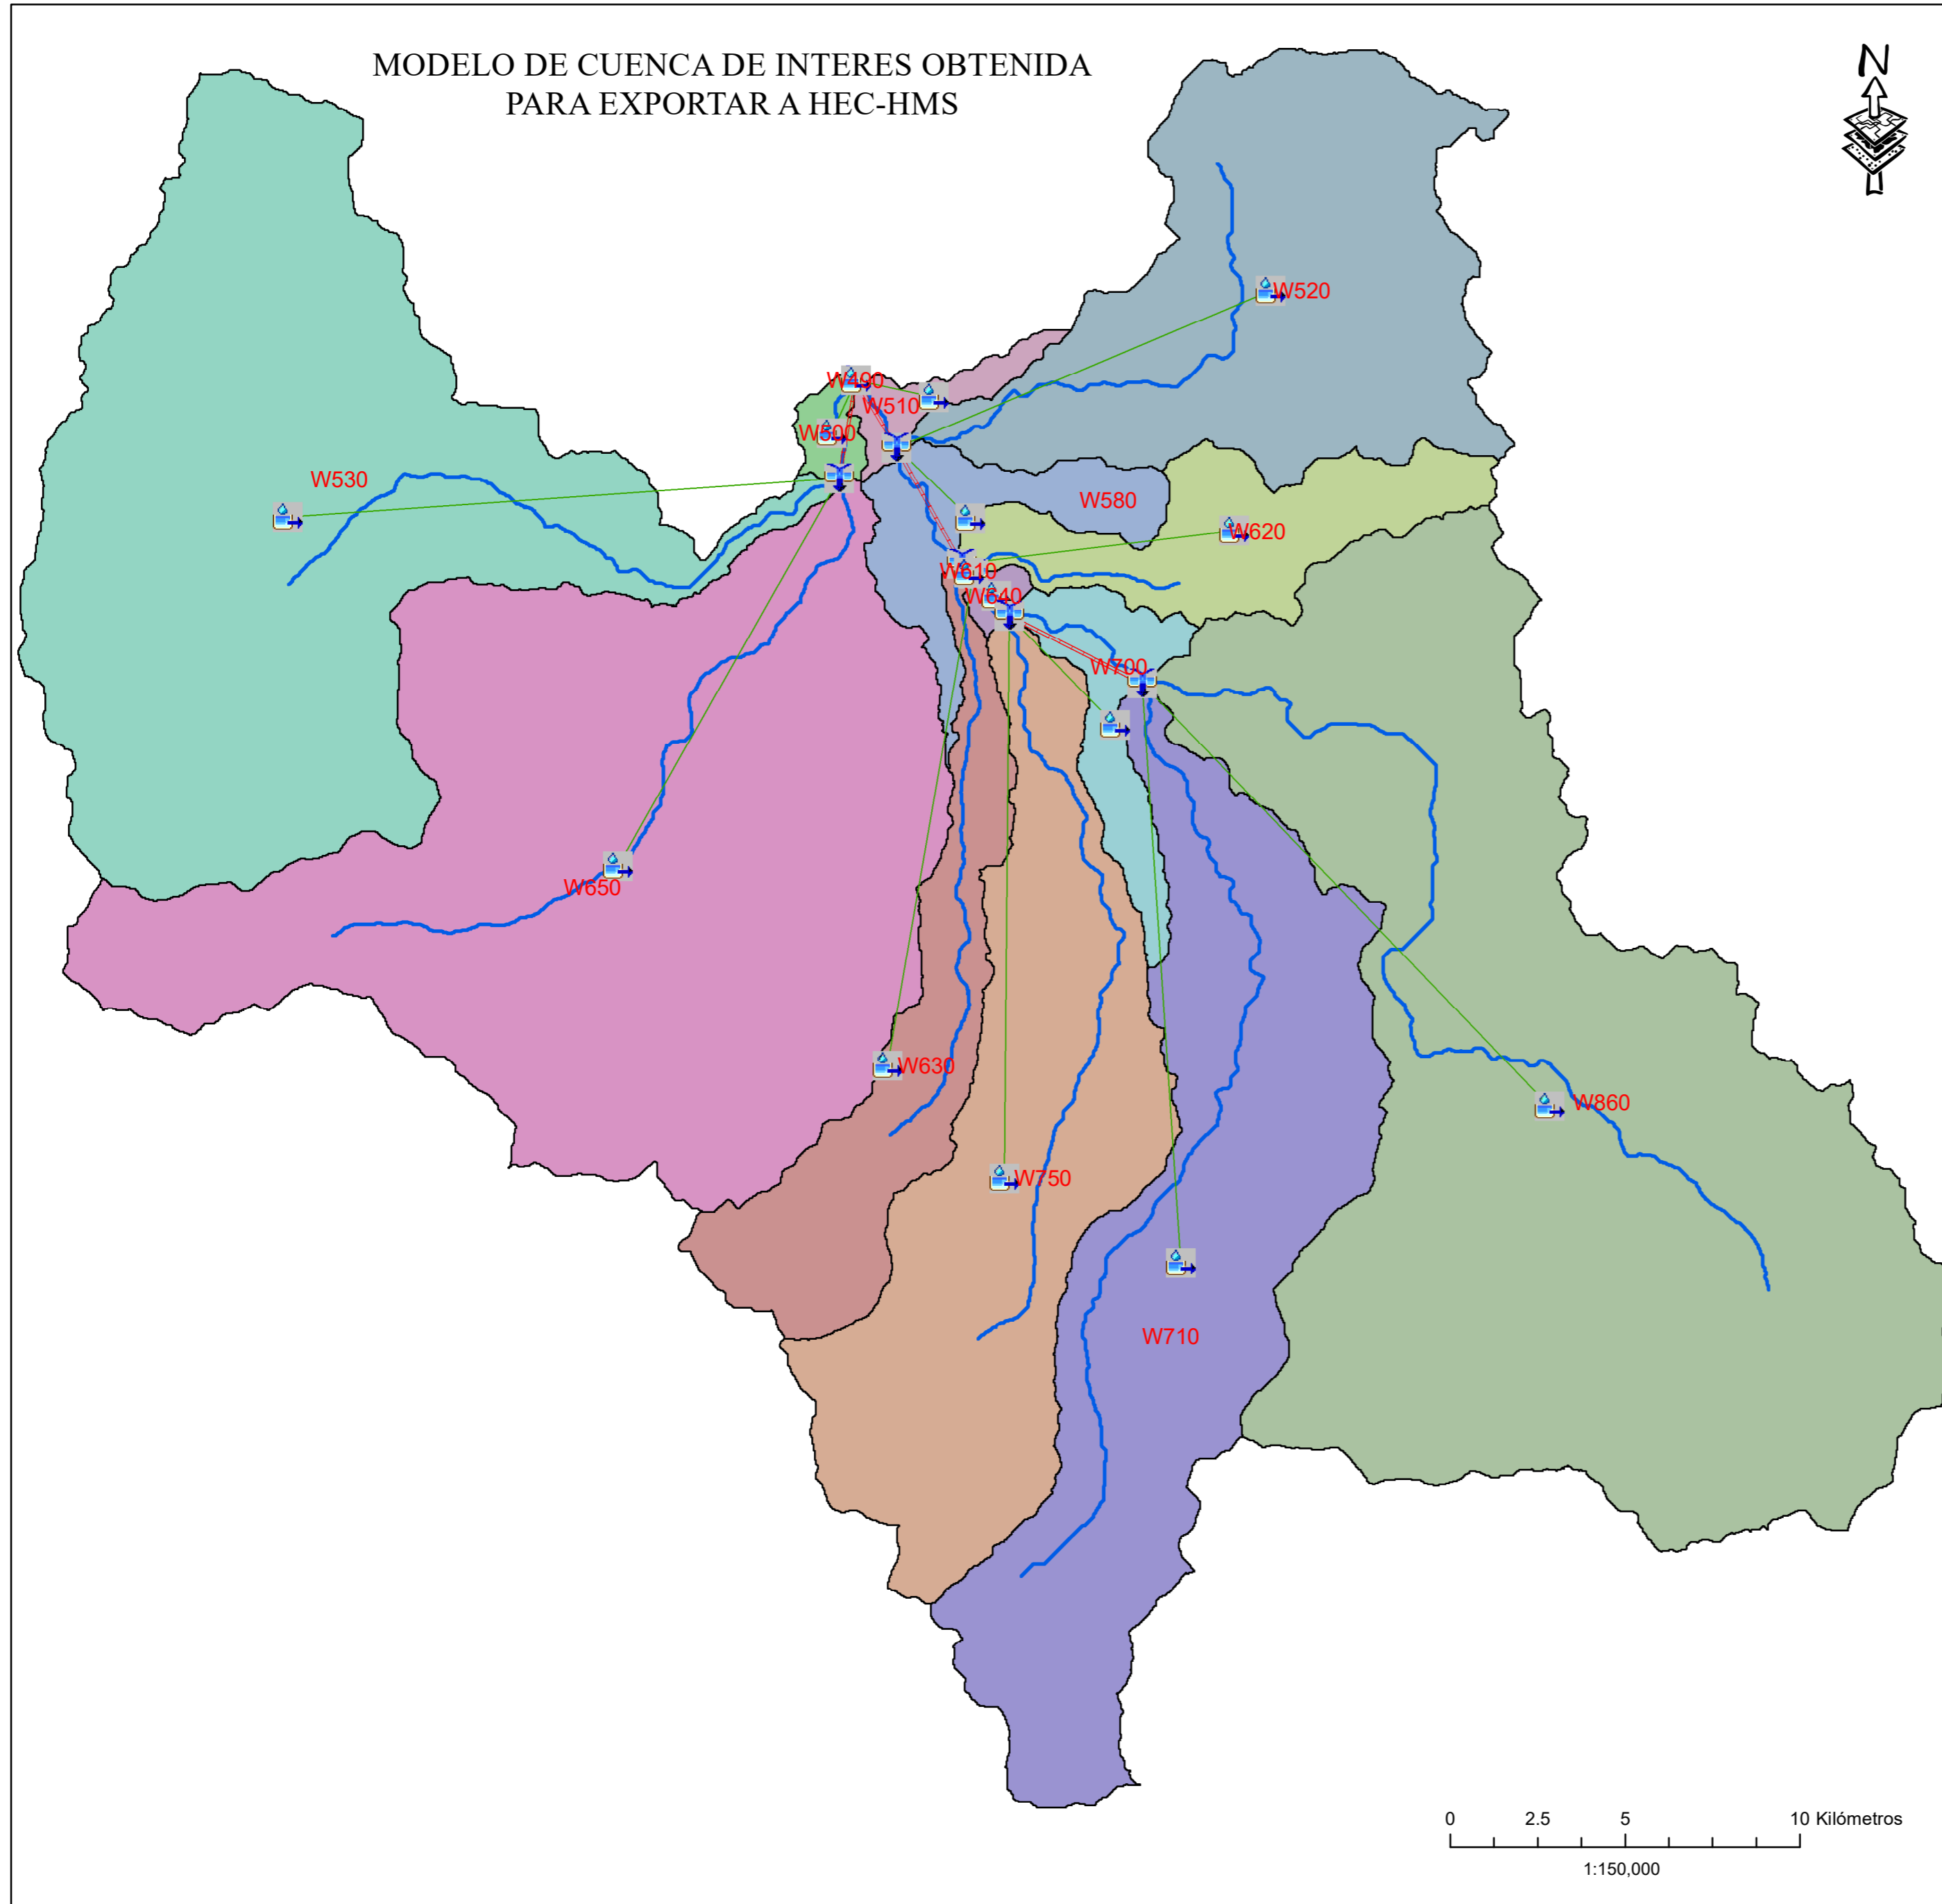 MODELO DE CUENCA DE INTERES OBTENIDA
PARA EXPORTAR A HEC-HMS
N
W520
W490
W510
W500
W530
W580
W620
W610
W640
W700
W650
W630
W860
W750
W710
0 2.5 5 10 Kilómetros
1:150,000